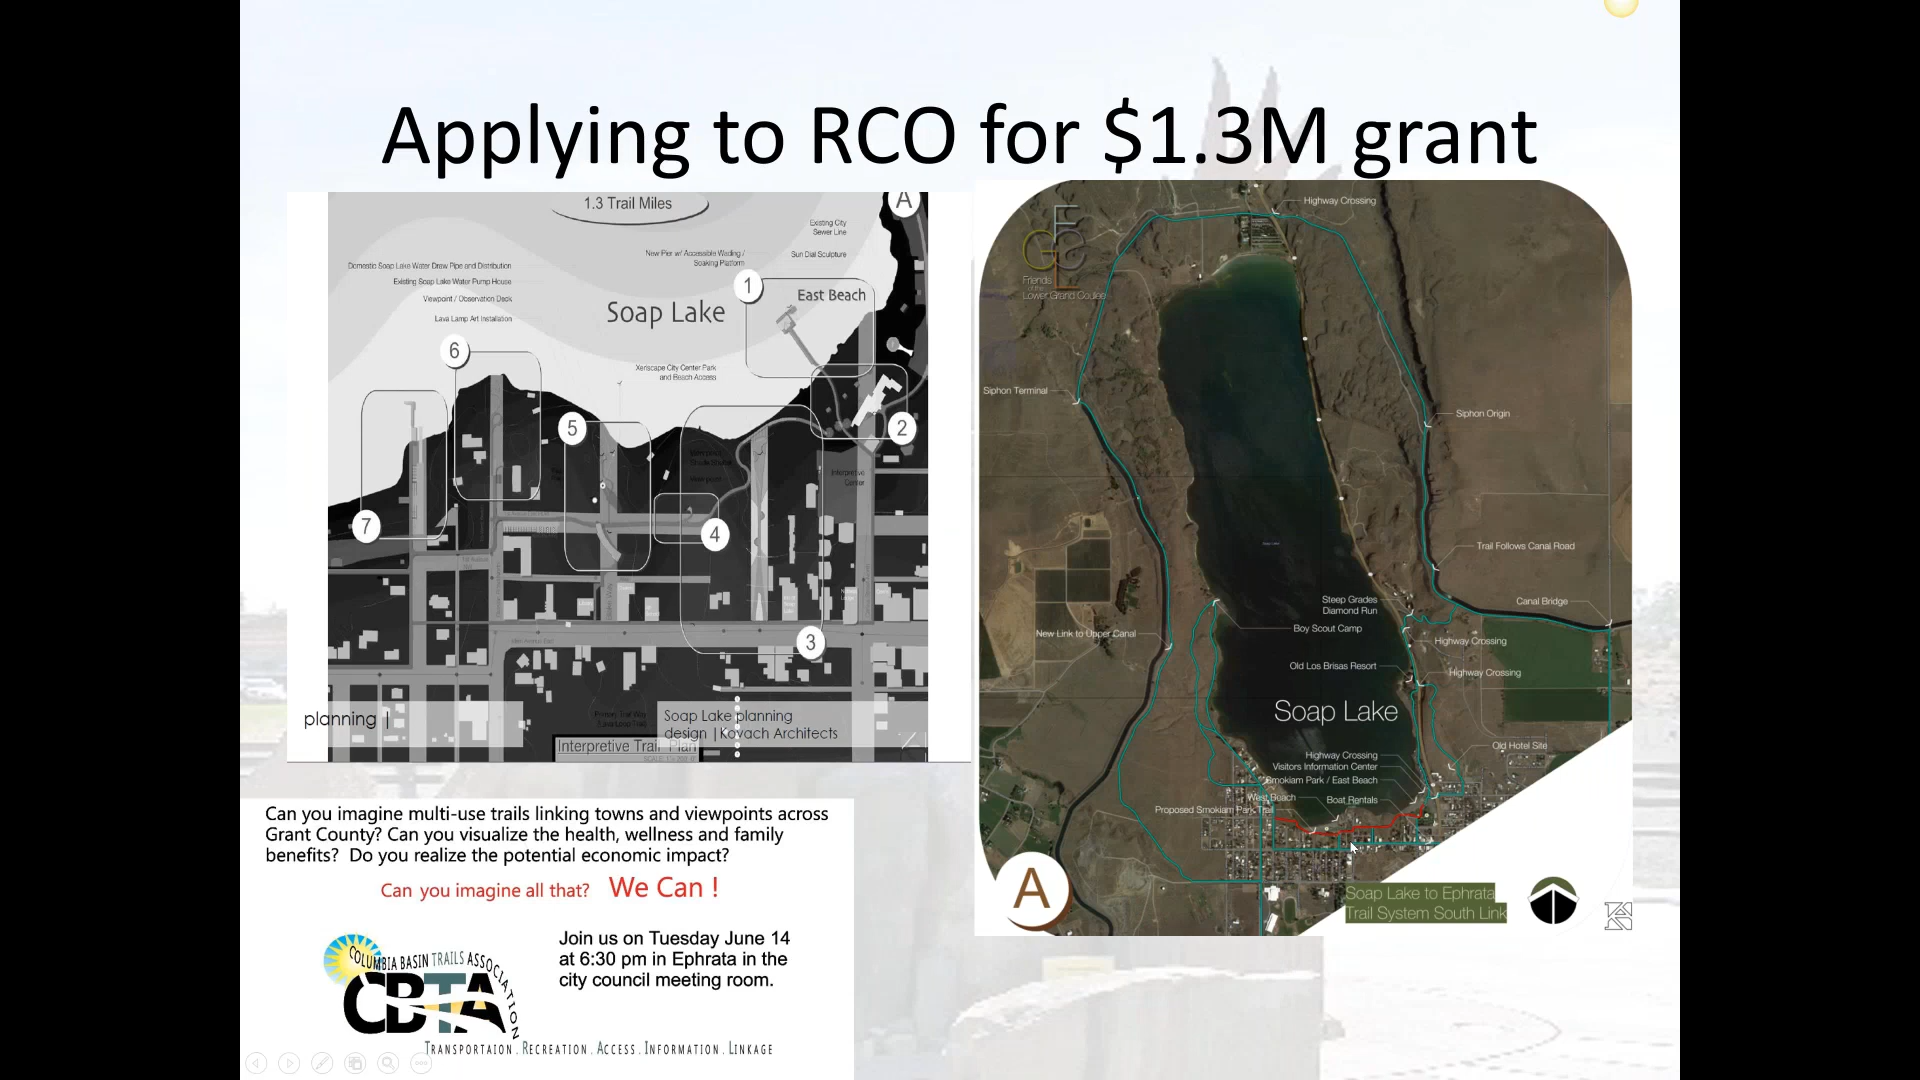 Applying to RCO for $1.3M grant
1.3 Trail Miles
A
Existing City
Sewer Line
New Pier w/ Accessible Wading /
Soaking Platform
Sun Dial Sculpture
Domestic Soap Lake Water Draw Pipe and Distribution
Existing Soap Lake Water Pump House
Viewpoint / Observation Deck
Lava Lamp Art Installation
Soap Lake
1
East Beach
6
Xeriscape City Center Park
and Beach Access
5
2
Interpretive
Center
7
4
3
planning |
Soap Lake planning
design | Kovach Architects
Interpretive Trail Plan
Highway Crossing
Friends
of the
Lower Grand Coulee
Siphon Terminal
Siphon Origin
Trail Follows Canal Road
Steep Grades
Diamond Run
Canal Bridge
Boy Scout Camp
New Link to Upper Canal
Highway Crossing
Old Los Brisas Resort
Highway Crossing
Soap Lake
Old Hotel Site
Highway Crossing
Visitors Information Center
Smokiam Park / East Beach
West Beach
Boat Rentals
Proposed Smokiam Park Trail
A
Soap Lake to Ephrata
Trail System South Link
Can you imagine multi-use trails linking towns and viewpoints across
Grant County? Can you visualize the health, wellness and family
benefits? Do you realize the potential economic impact?
Can you imagine all that? We Can !
Join us on Tuesday June 14
at 6:30 pm in Ephrata in the
city council meeting room.
COLUMBIA BASIN TRAILS ASSOCIATION
CBTA
TRANSPORTAION . RECREATION . ACCESS . INFORMATION . LINKAGE